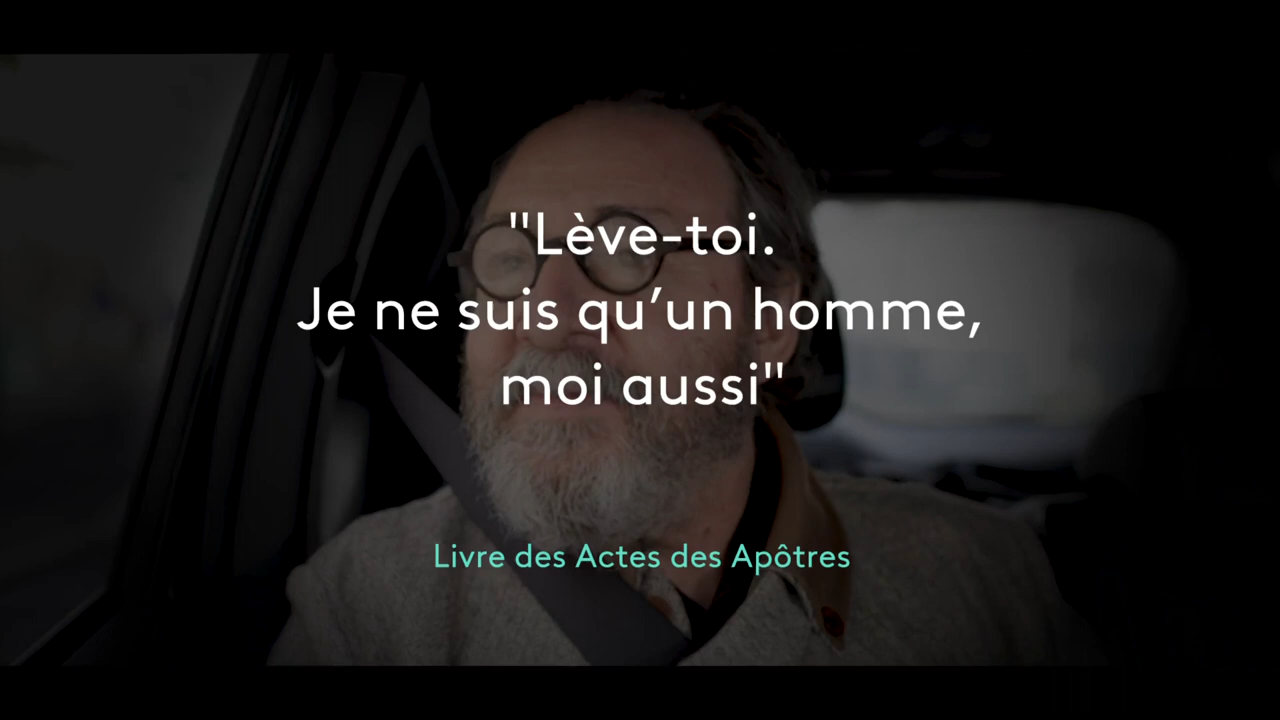 "Lève-toi.
Je ne suis qu’un homme,
moi aussi"
Livre des Actes des Apôtres